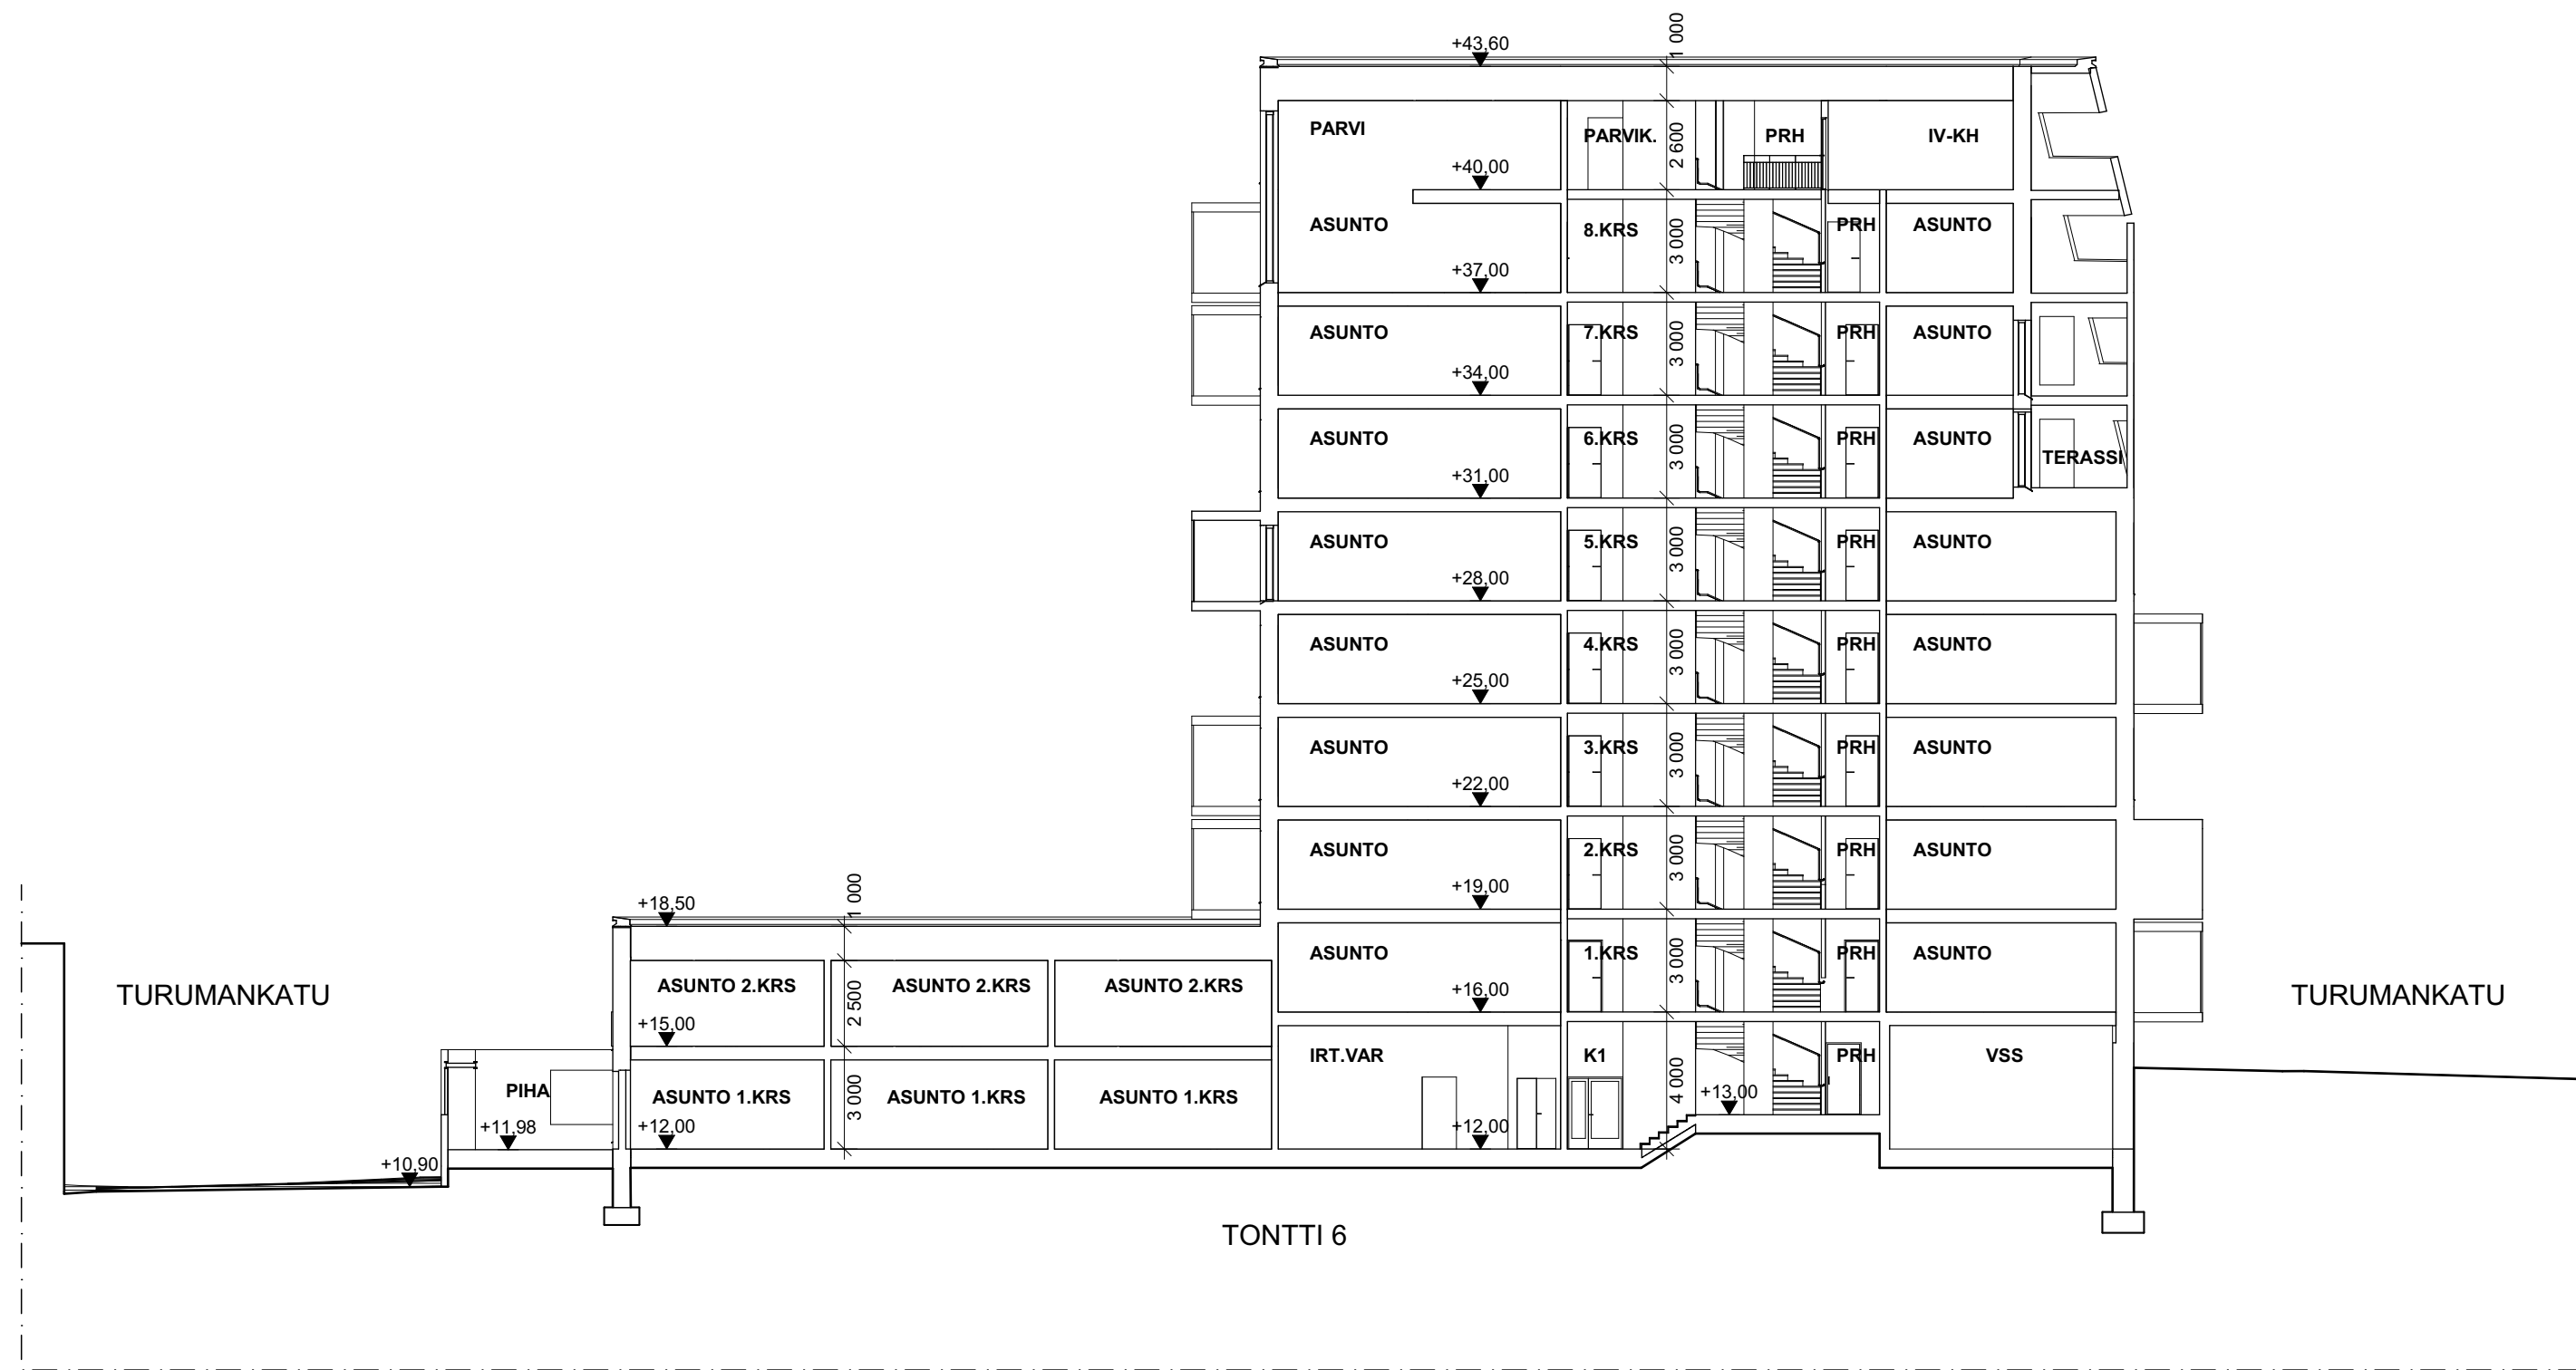 +43,60
1 000
PARVI
PARVIK.
2 600
PRH
IV-KH
+40,00
ASUNTO
8.KRS
3 000
PRH
ASUNTO
+37,00
ASUNTO
7.KRS
3 000
PRH
ASUNTO
+34,00
ASUNTO
6.KRS
3 000
PRH
ASUNTO
TERASSI
+31,00
ASUNTO
5.KRS
3 000
PRH
ASUNTO
+28,00
ASUNTO
4.KRS
3 000
PRH
ASUNTO
+25,00
ASUNTO
3.KRS
3 000
PRH
ASUNTO
+22,00
ASUNTO
2.KRS
3 000
PRH
ASUNTO
+19,00
+18,50
1 000
ASUNTO
1.KRS
3 000
PRH
ASUNTO
+16,00
TURUMANKATU
ASUNTO 2.KRS
2 500
ASUNTO 2.KRS
ASUNTO 2.KRS
TURUMANKATU
+15,00
IRT.VAR
K1
4 000
PRH
VSS
+13,00
PIHA
ASUNTO 1.KRS
3 000
ASUNTO 1.KRS
ASUNTO 1.KRS
+11,98
+12,00
+12,00
+10,90
TONTTI 6